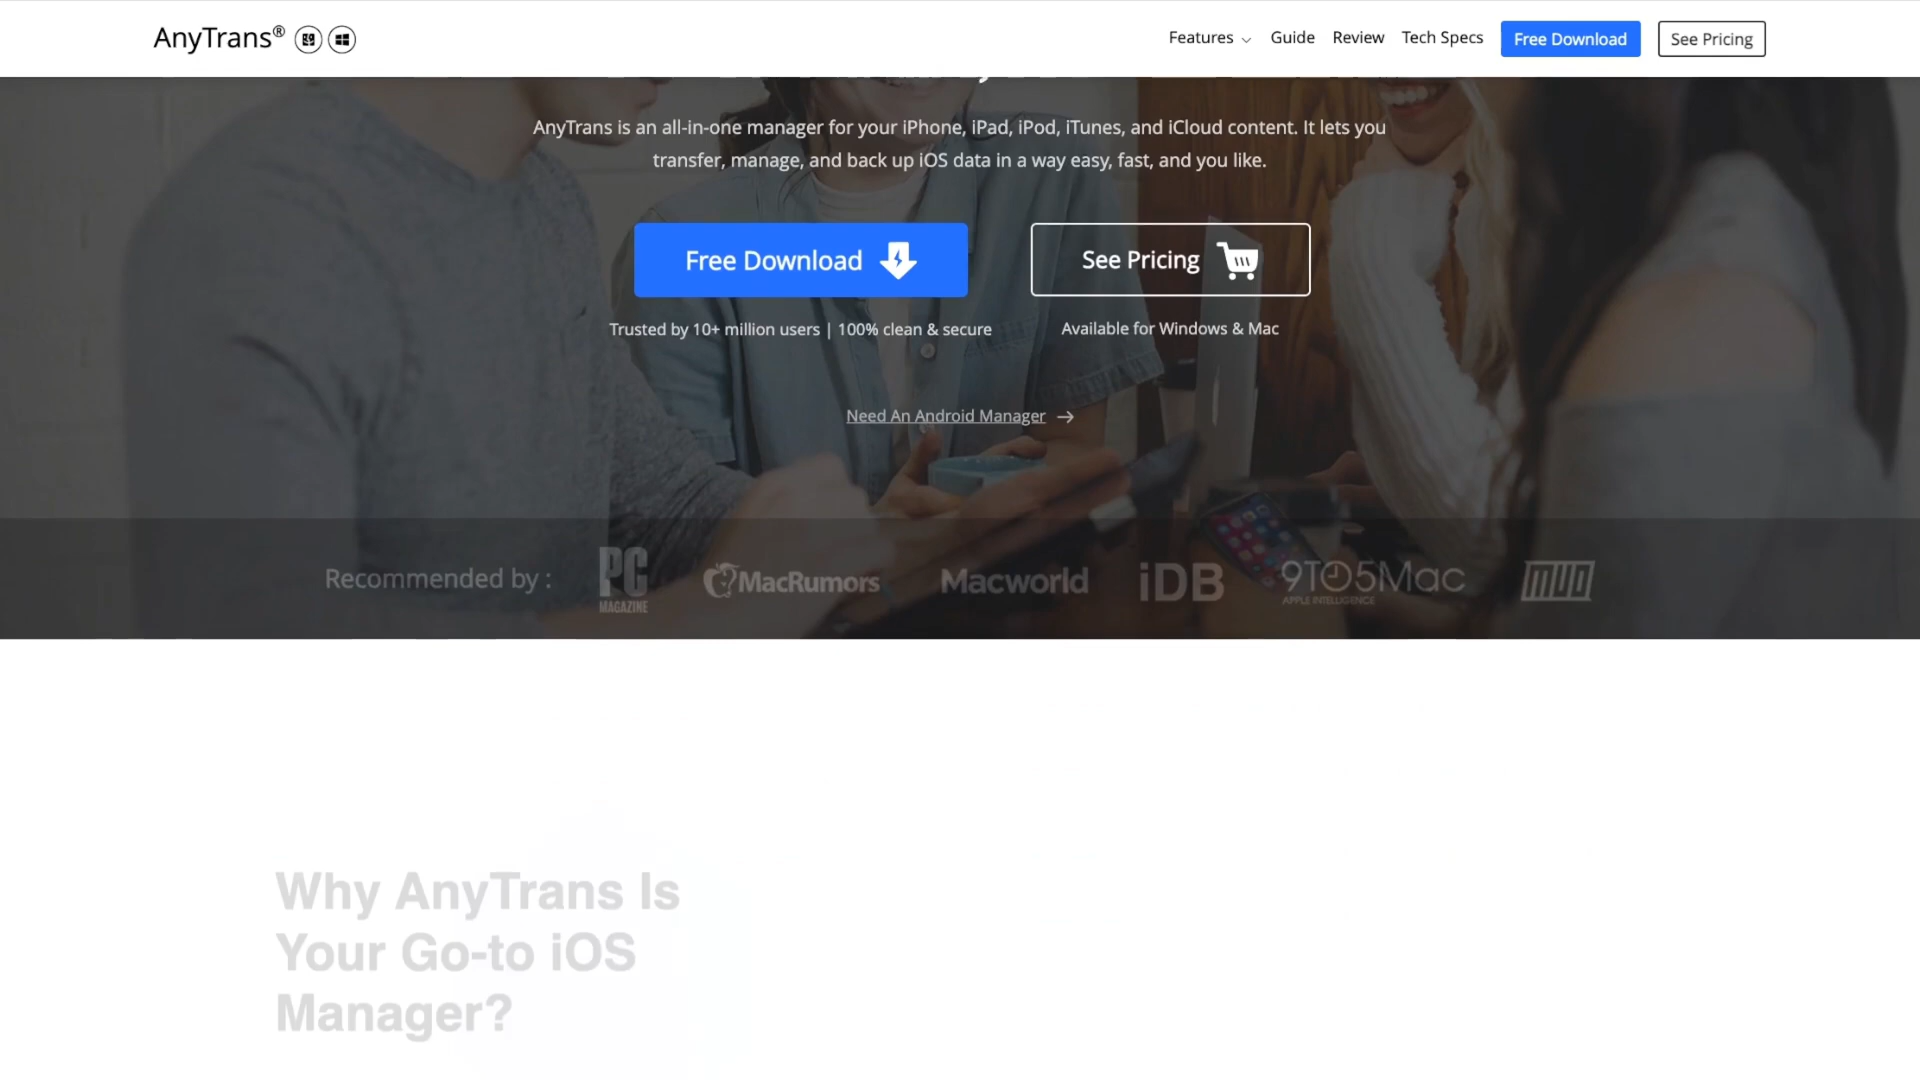 AnyTrans®
Features
Guide
Review
Tech Specs
Free Download
See Pricing
AnyTrans is an all-in-one manager for your iPhone, iPad, iPod, iTunes, and iCloud content. It lets you
transfer, manage, and back up iOS data in a way easy, fast, and you like.
Free Download
See Pricing
Trusted by 10+ million users | 100% clean & secure
Available for Windows & Mac
Need An Android Manager
Recommended by :
PC
MAGAZINE
MacRumors
Macworld
iDB
9TO5Mac
APPLE INTELLIGENCE
MUO
Why AnyTrans Is
Your Go-to iOS
Manager?